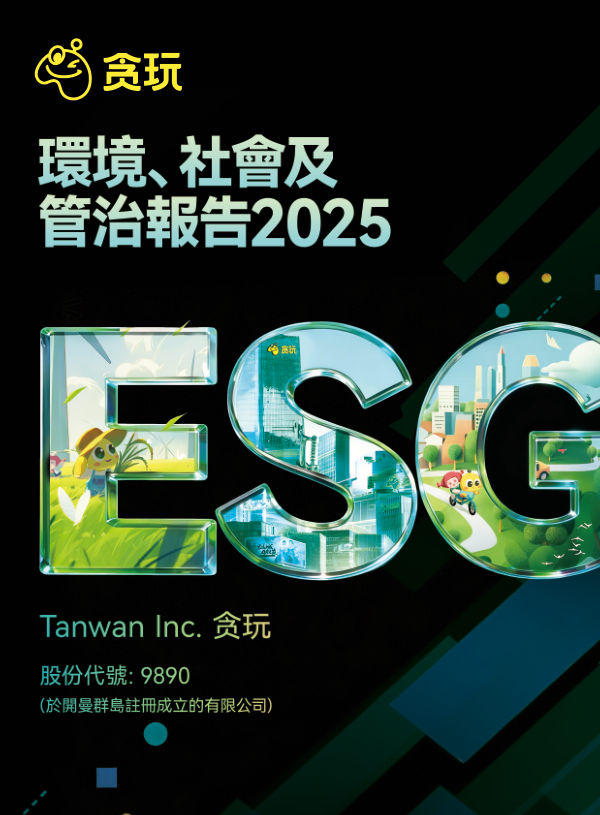 贪玩
環境、社會及
管治報告2025
ESG
贪玩
Tanwan Inc. 贪玩
股份代號: 9890
(於開曼群島註冊成立的有限公司)